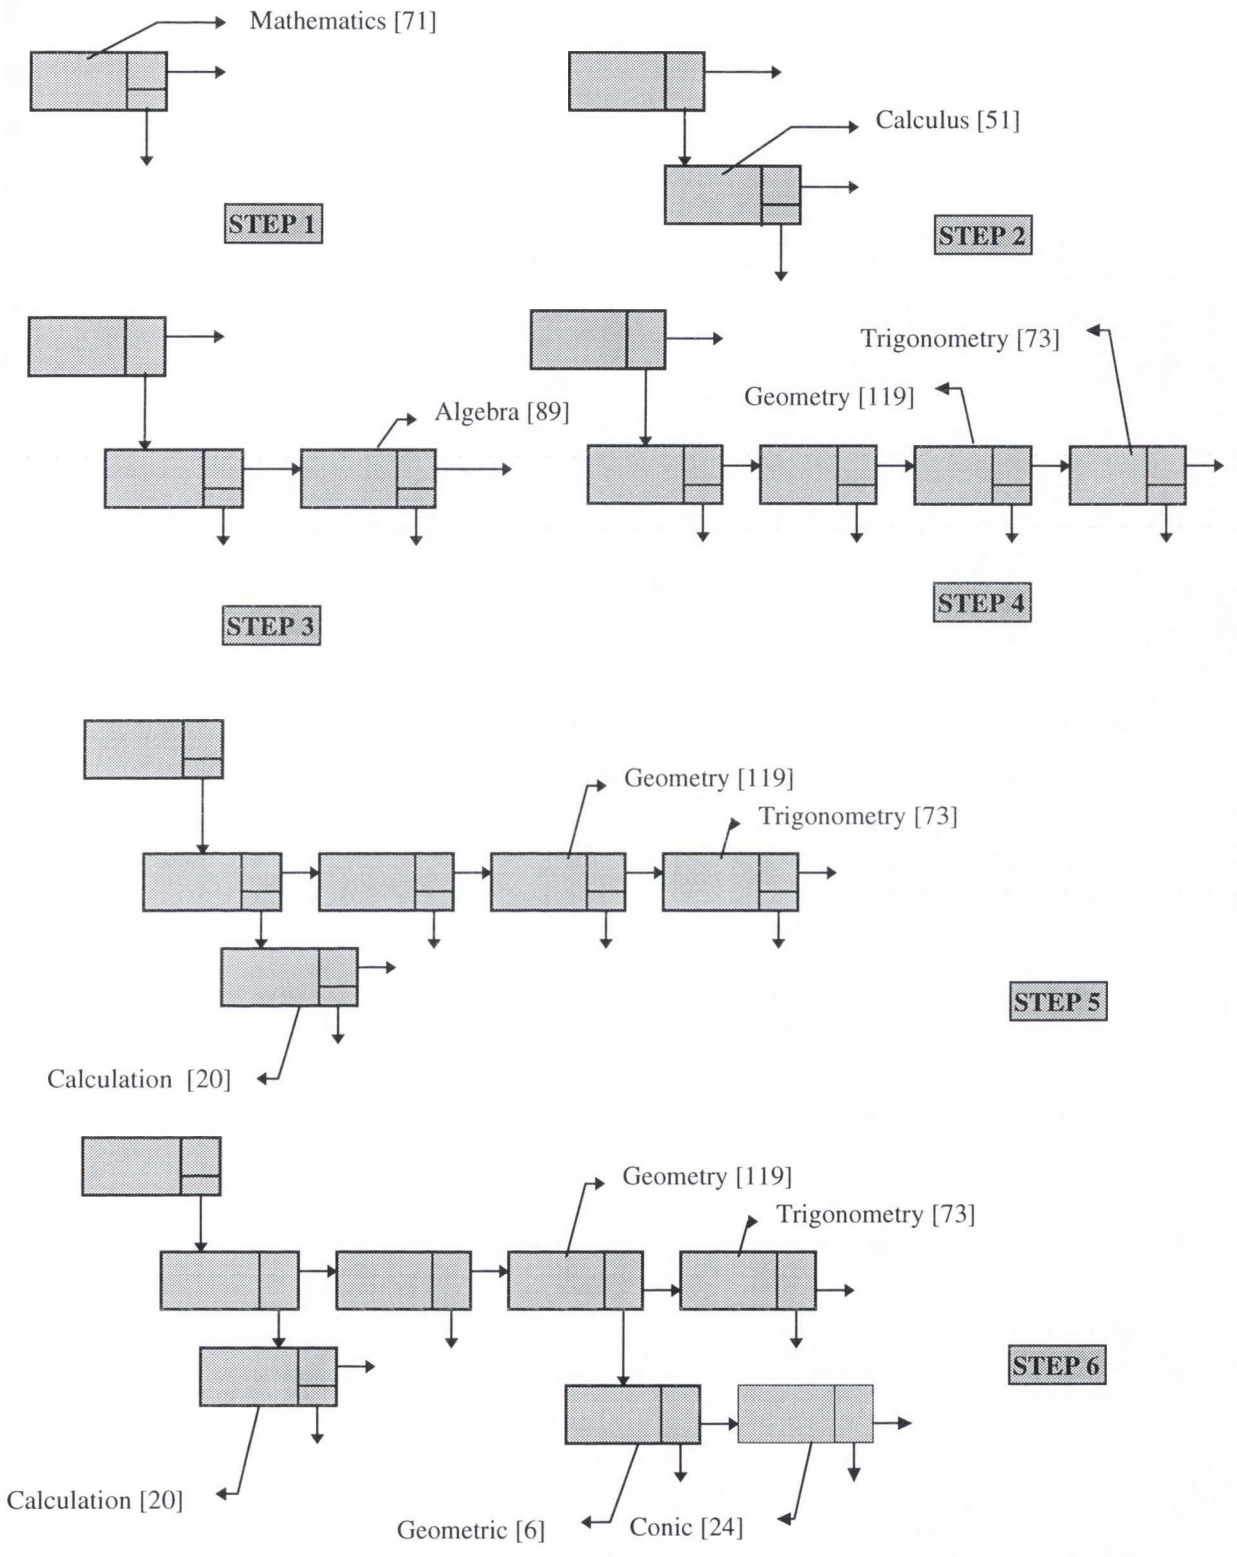 Mathematics [71]
Calculus [51]
STEP 1
STEP 2
Trigonometry [73]
Geometry [119]
Algebra [89]
STEP 4
STEP 3
Geometry [119]
Trigonometry [73]
STEP 5
Calculation [20]
Geometry [119]
Trigonometry [73]
STEP 6
Calculation [20]
Geometric [6]
Conic [24]